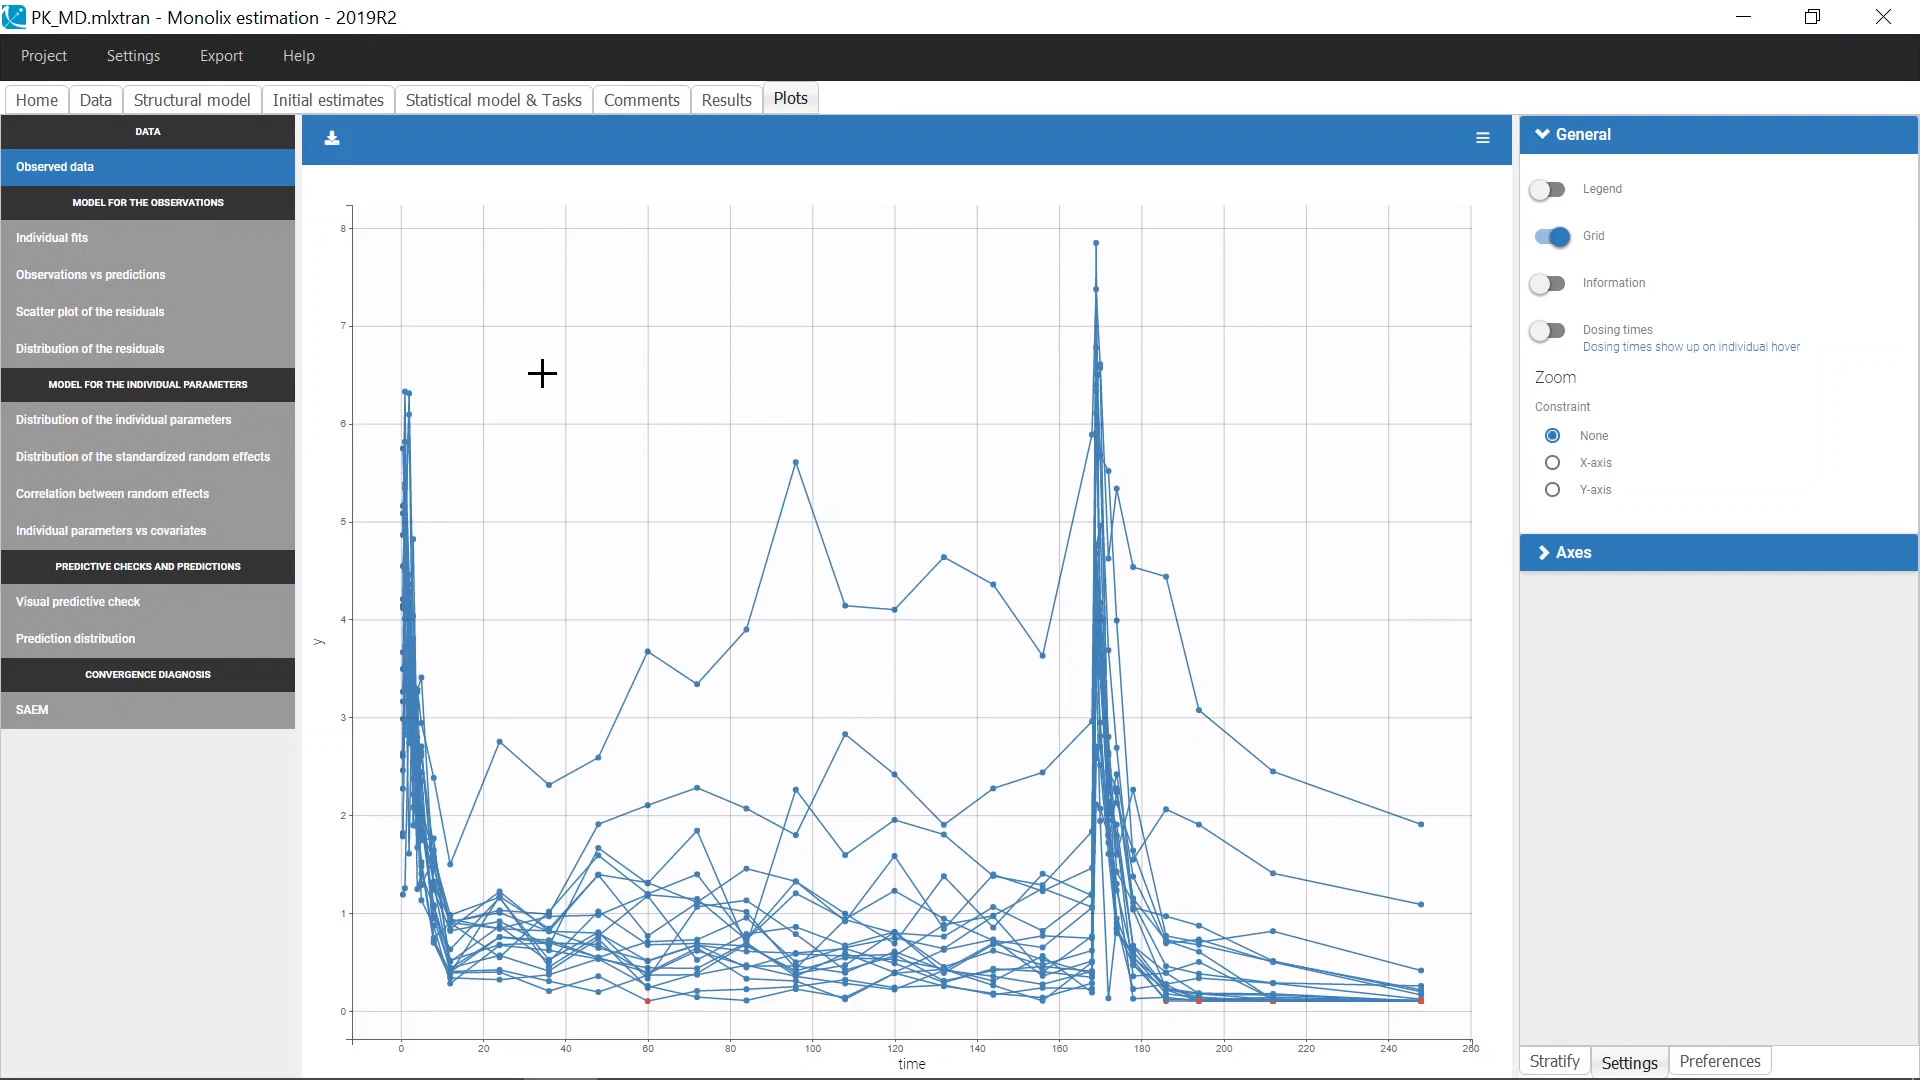 PK_MD.mlxtran - Monolix estimation - 2019R2
Project Settings Export Help
Home Data Structural model Initial estimates Statistical model & Tasks Comments Results Plots
DATA
Observed data
MODEL FOR THE OBSERVATIONS
Individual fits
Observations vs predictions
Scatter plot of the residuals
Distribution of the residuals
MODEL FOR THE INDIVIDUAL PARAMETERS
Distribution of the individual parameters
Distribution of the standardized random effects
Correlation between random effects
Individual parameters vs covariates
PREDICTIVE CHECKS AND PREDICTIONS
Visual predictive check
Prediction distribution
CONVERGENCE DIAGNOSIS
SAEM
8
7
6
5
4
3
2
1
0
y
0 20 40 60 80 100 120 140 160 180 200 220 240 260
time
General
Legend
Grid
Information
Dosing times
Dosing times show up on individual hover
Zoom
Constraint
None
X-axis
Y-axis
Axes
Stratify Settings Preferences